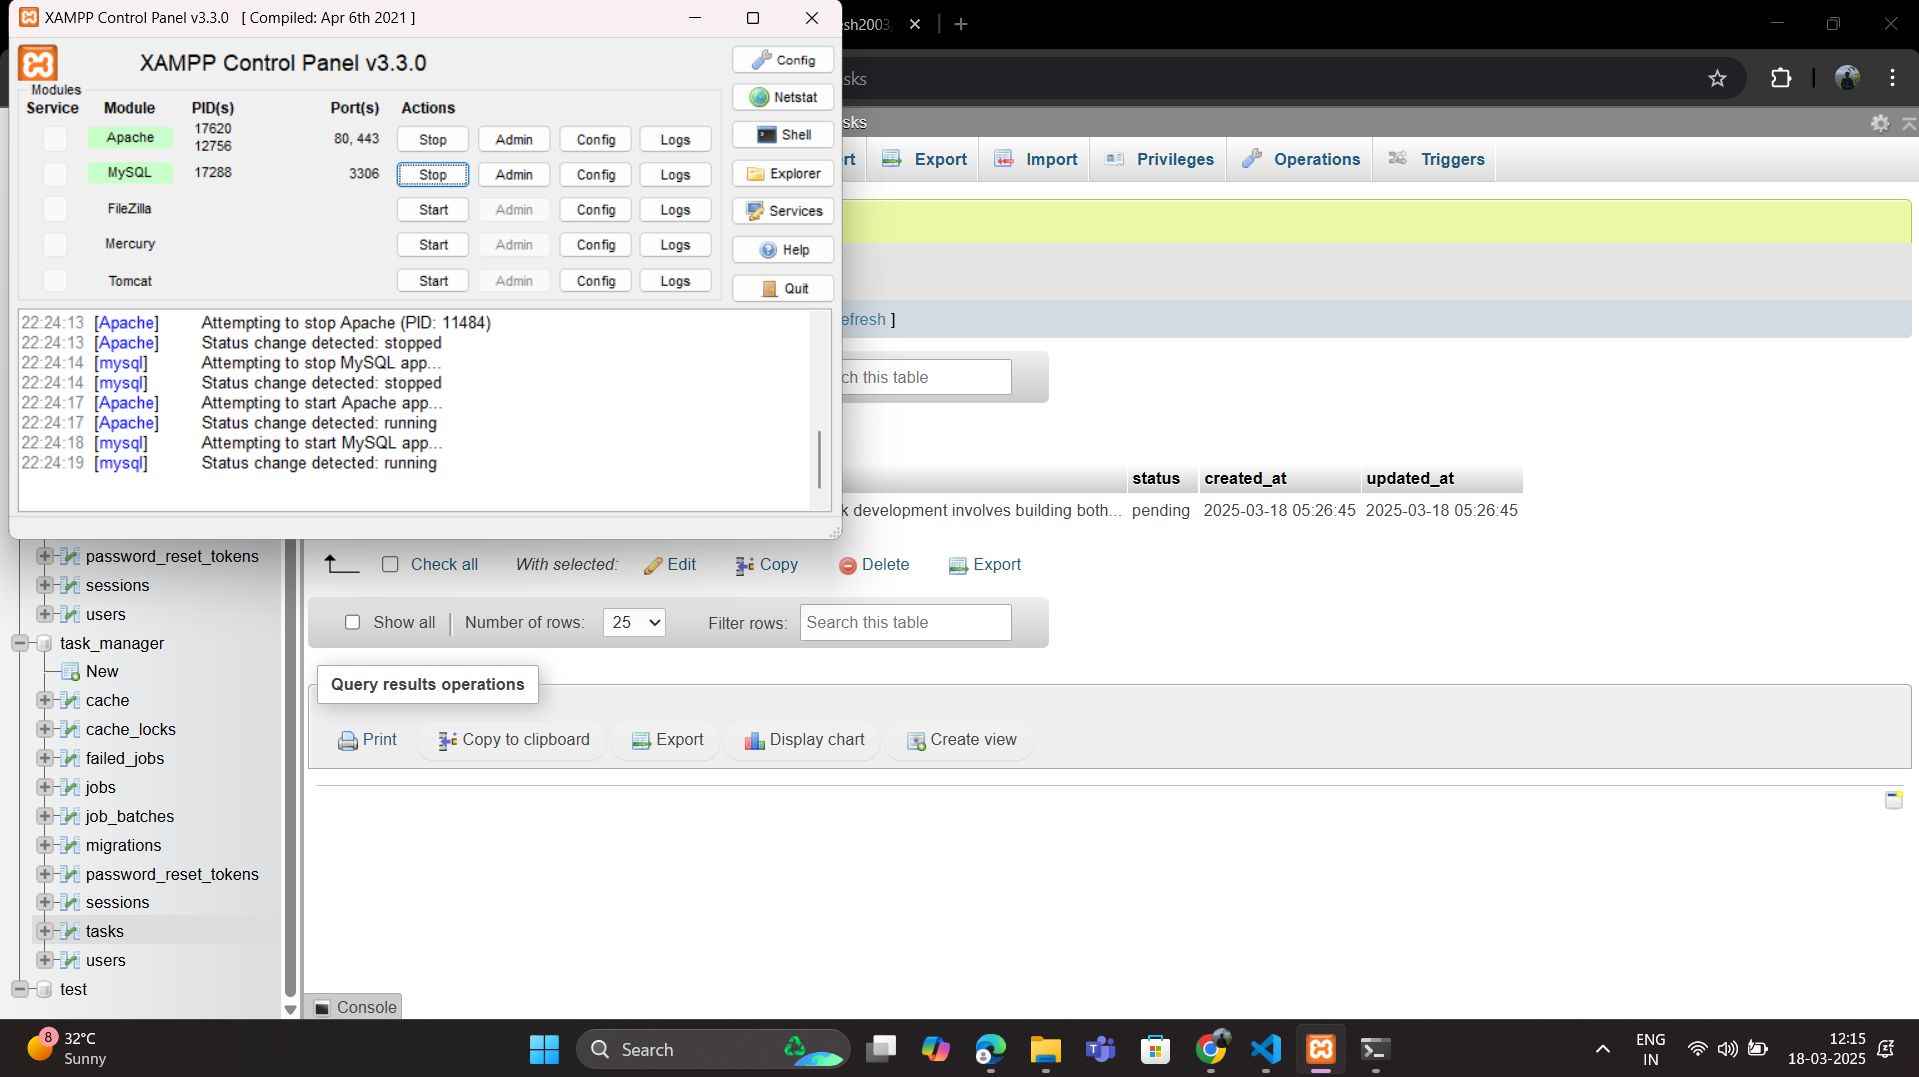 XAMPP Control Panel v3.3.0 [ Compiled: Apr 6th 2021 ]
XAMPP Control Panel v3.3.0
Config
Modules
Service Module PID(s) Port(s) Actions
Netstat
Apache 17620 12756 80, 443 Stop Admin Config Logs
Shell
MySQL 17288 3306 Stop Admin Config Logs
Explorer
FileZilla Start Admin Config Logs
Services
Mercury Start Admin Config Logs
Help
Tomcat Start Admin Config Logs
Quit
22:24:13 [Apache] Attempting to stop Apache (PID: 11484)
22:24:13 [Apache] Status change detected: stopped
22:24:14 [mysql] Attempting to stop MySQL app...
22:24:14 [mysql] Status change detected: stopped
22:24:17 [Apache] Attempting to start Apache app...
22:24:17 [Apache] Status change detected: running
22:24:18 [mysql] Attempting to start MySQL app...
22:24:19 [mysql] Status change detected: running
esh2003
sks
sks
rt Export Import Privileges Operations Triggers
efresh ]
ch this table
status created_at updated_at
k development involves building both... pending 2025-03-18 05:26:45 2025-03-18 05:26:45
Check all With selected: Edit Copy Delete Export
Show all Number of rows: 25 Filter rows: Search this table
Query results operations
Print Copy to clipboard Export Display chart Create view
Console
password_reset_tokens
sessions
users
task_manager
New
cache
cache_locks
failed_jobs
jobs
job_batches
migrations
password_reset_tokens
sessions
tasks
users
test
8
32°C
Sunny
Search
ENG
IN
12:15
18-03-2025